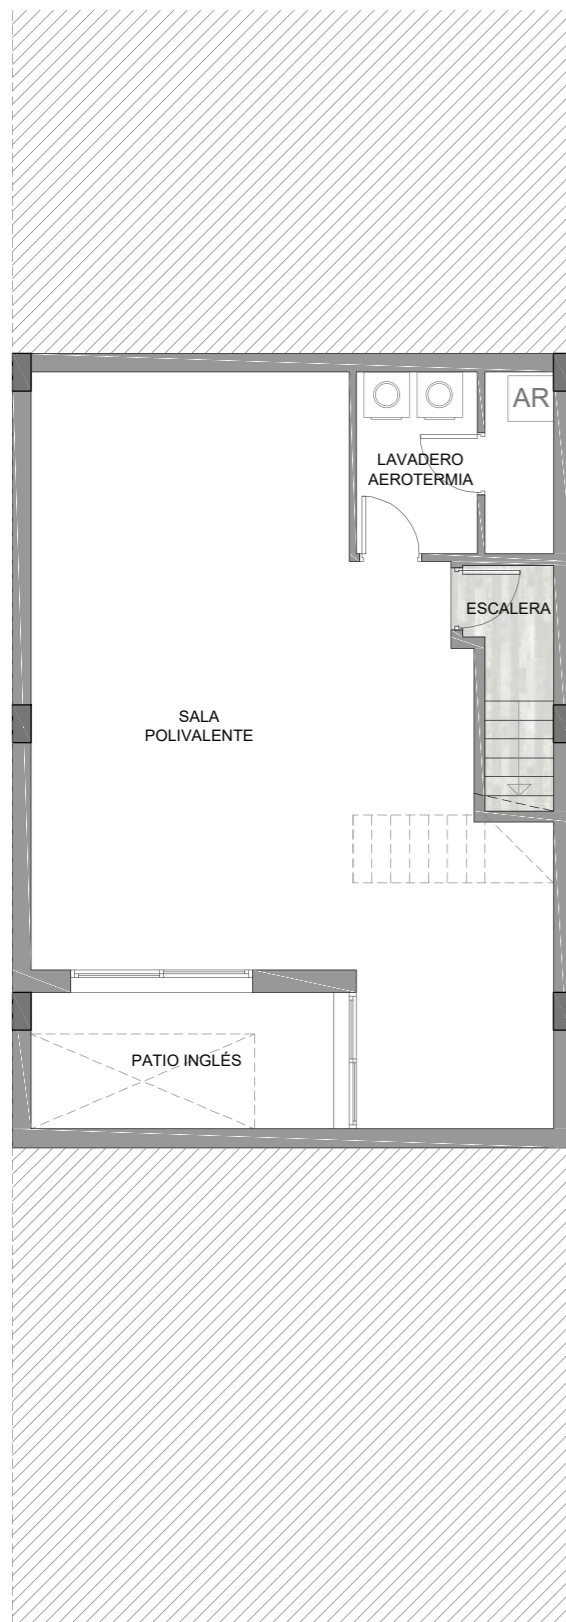 AR
LAVADERO
AEROTERMIA
ESCALERA
SALA
POLIVALENTE
PATIO INGLÉS